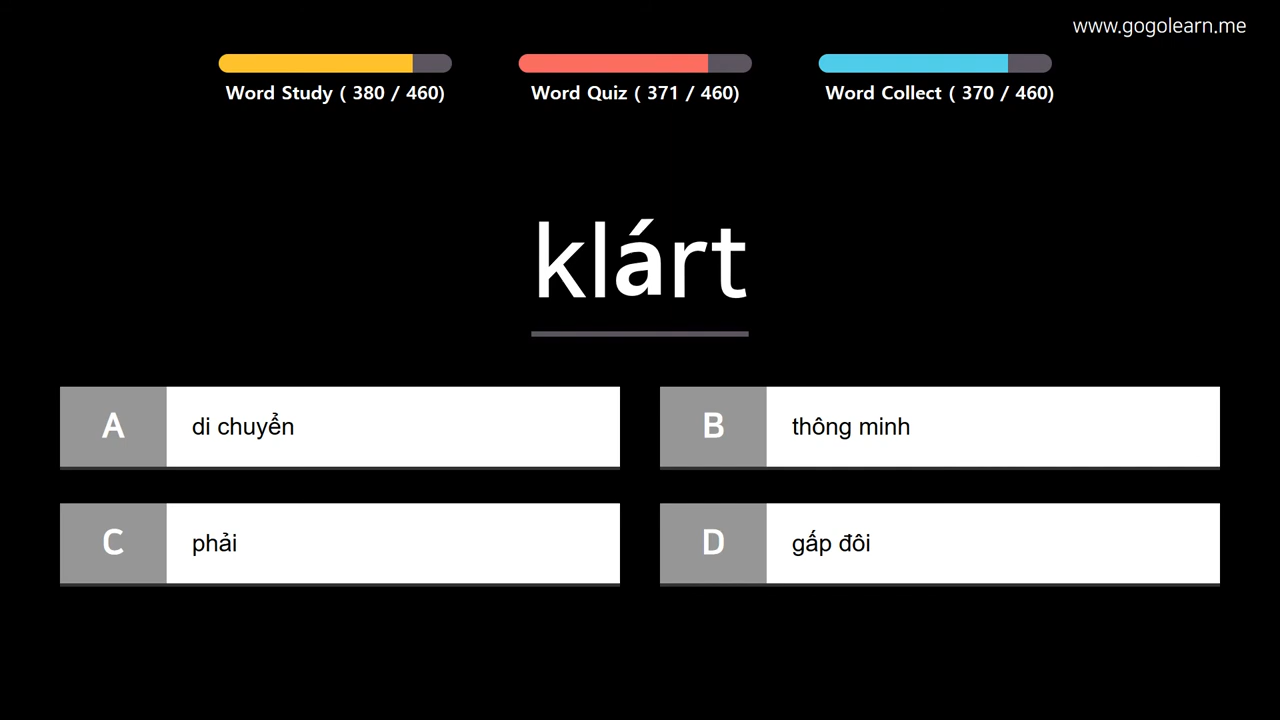 www.gogolearn.me
Word Study ( 380 / 460)
Word Quiz ( 371 / 460)
Word Collect ( 370 / 460)
klárt
A di chuyển
B thông minh
C phải
D gấp đôi